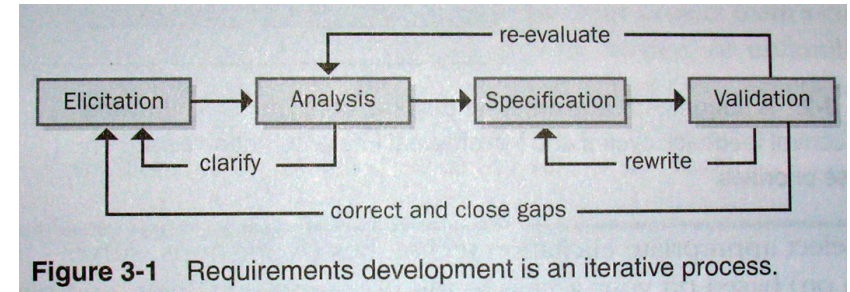 re-evaluate
Elicitation
Analysis
Specification
Validation
clarify
rewrite
correct and close gaps
Figure 3-1 Requirements development is an iterative process.